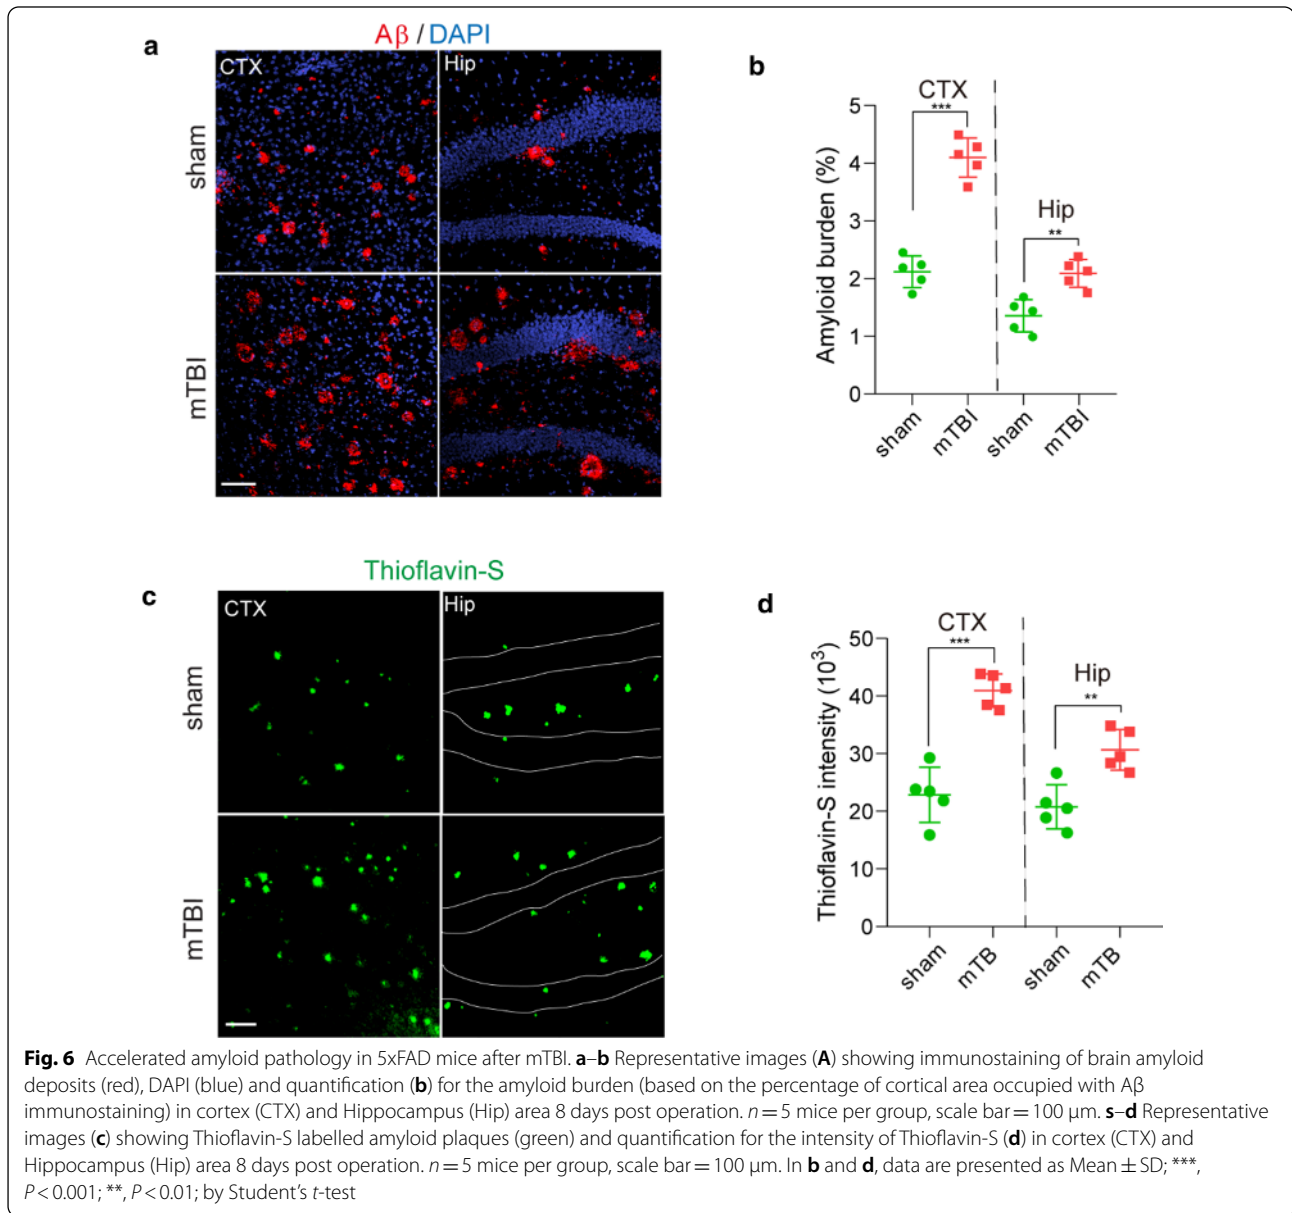 a
Aβ / DAPI
CTX
Hip
sham
mTBI
b
CTX
***
Hip
**
Amyloid burden (%)
5
4
3
2
1
0
sham
mTBI
sham
mTBI
c
Thioflavin-S
CTX
Hip
sham
mTBI
d
CTX
***
Hip
**
Thioflavin-S intensity (10³)
50
40
30
20
10
0
sham
mTB
sham
mTB
Fig. 6 Accelerated amyloid pathology in 5xFAD mice after mTBI. a–b Representative images (A) showing immunostaining of brain amyloid
deposits (red), DAPI (blue) and quantification (b) for the amyloid burden (based on the percentage of cortical area occupied with Aβ
immunostaining) in cortex (CTX) and Hippocampus (Hip) area 8 days post operation. n = 5 mice per group, scale bar = 100 μm. s–d Representative
images (c) showing Thioflavin-S labelled amyloid plaques (green) and quantification for the intensity of Thioflavin-S (d) in cortex (CTX) and
Hippocampus (Hip) area 8 days post operation. n = 5 mice per group, scale bar = 100 μm. In b and d, data are presented as Mean ± SD; ***,
P < 0.001; **, P < 0.01; by Student's t-test